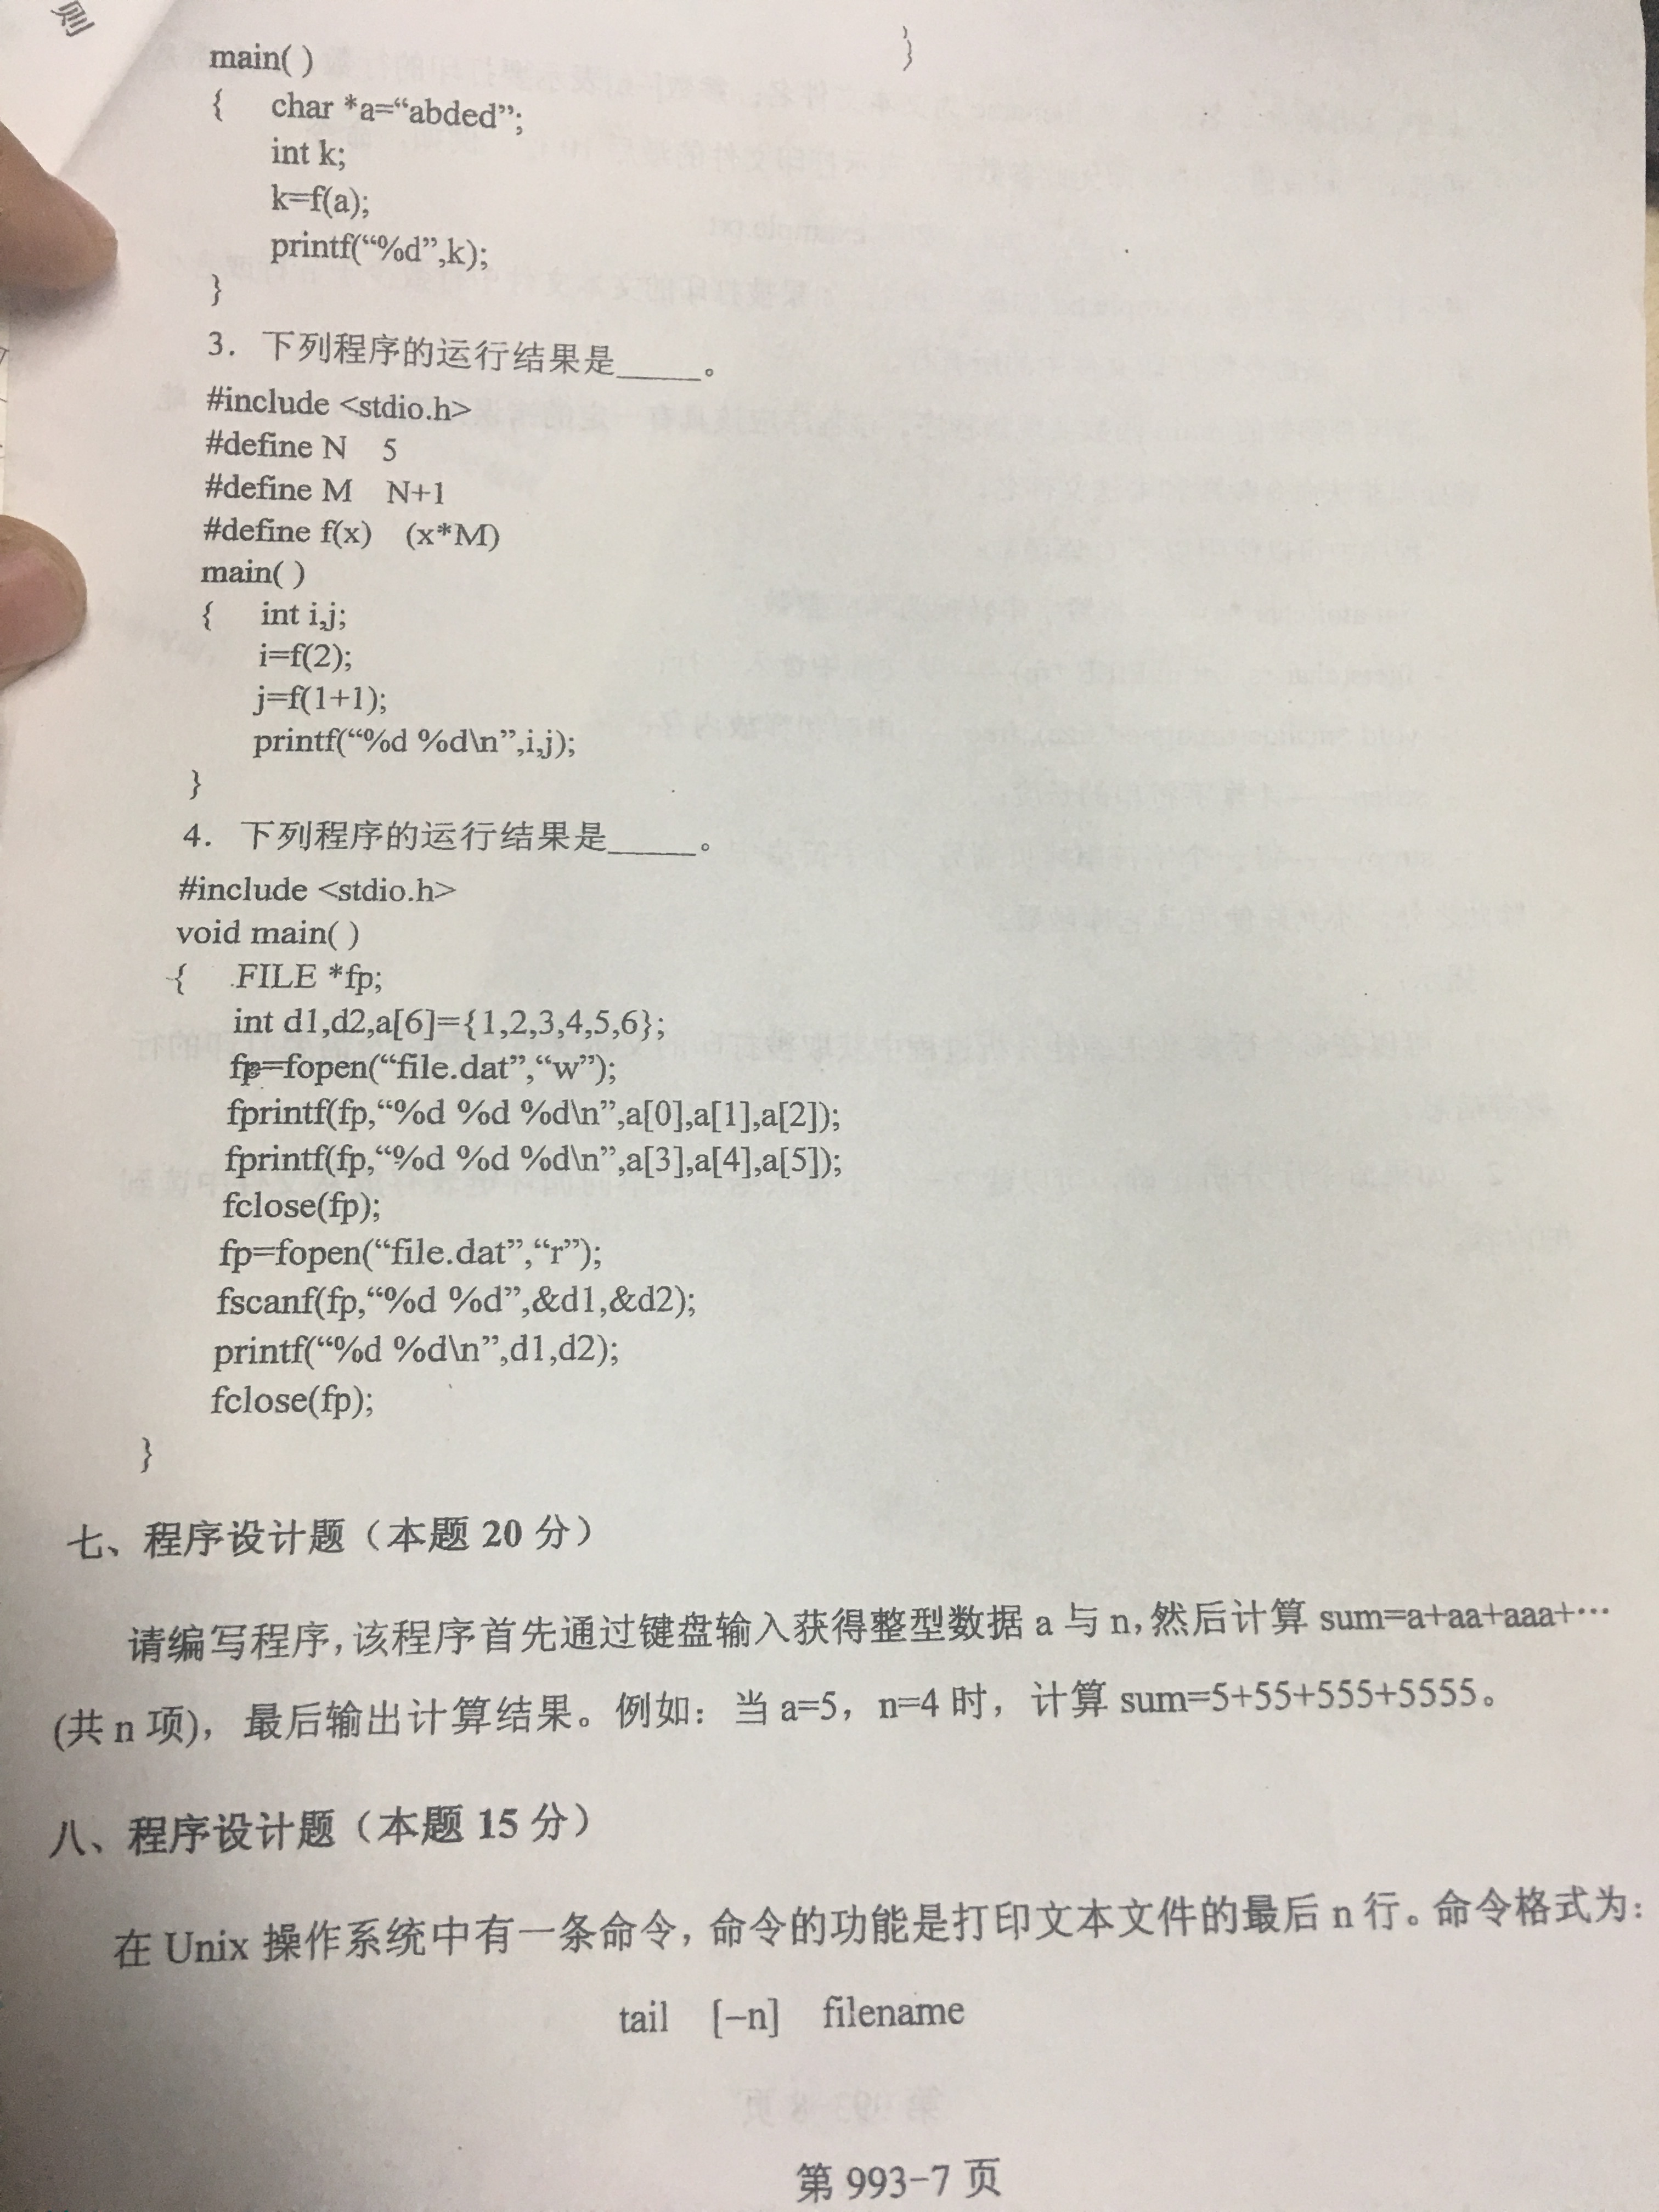 则
main( )
}
{ char *a=“abded”;
int k;
k=f(a);
printf(“%d”,k);
}
3. 下列程序的运行结果是_____。
#include <stdio.h>
#define N 5
#define M N+1
#define f(x) (x*M)
main( )
{ int i,j;
i=f(2);
j=f(1+1);
printf(“%d %d\n”,i,j);
}
4. 下列程序的运行结果是_____。
#include <stdio.h>
void main( )
{ FILE *fp;
int d1,d2,a[6]={1,2,3,4,5,6};
fp=fopen(“file.dat”,“w”);
fprintf(fp,“%d %d %d\n”,a[0],a[1],a[2]);
fprintf(fp,“%d %d %d\n”,a[3],a[4],a[5]);
fclose(fp);
fp=fopen(“file.dat”,“r”);
fscanf(fp,“%d %d”,&d1,&d2);
printf(“%d %d\n”,d1,d2);
fclose(fp);
}
七、程序设计题（本题 20 分）
请编写程序,该程序首先通过键盘输入获得整型数据 a 与 n,然后计算 sum=a+aa+aaa+…
(共 n 项)，最后输出计算结果。例如：当 a=5，n=4 时，计算 sum=5+55+555+5555。
八、程序设计题（本题 15 分）
在 Unix 操作系统中有一条命令, 命令的功能是打印文本文件的最后 n 行。命令格式为：
tail [–n] filename
第 993-7 页